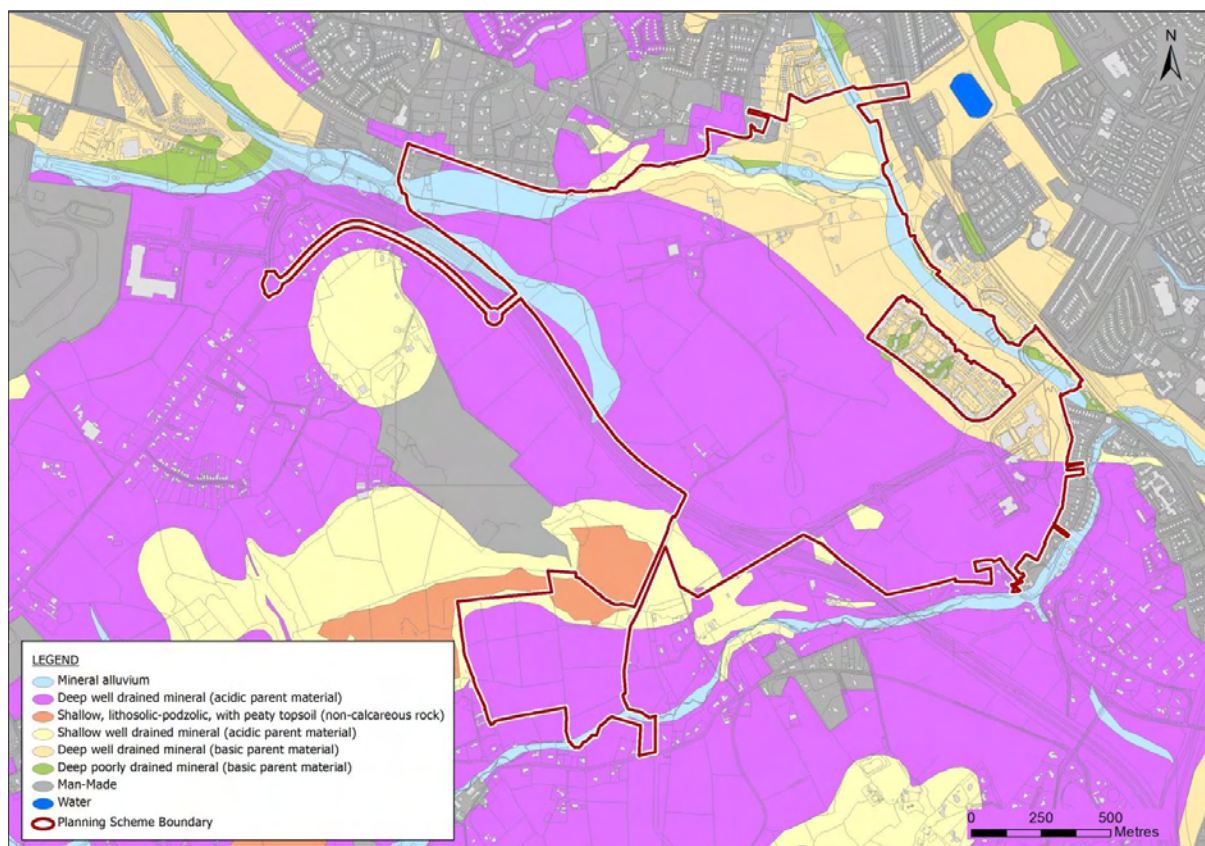 N
LEGEND
Mineral alluvium
Deep well drained mineral (acidic parent material)
Shallow, lithosolic-podzolic, with peaty topsoil (non-calcareous rock)
Shallow well drained mineral (acidic parent material)
Deep well drained mineral (basic parent material)
Deep poorly drained mineral (basic parent material)
Man-Made
Water
Planning Scheme Boundary
0 250 500
Metres